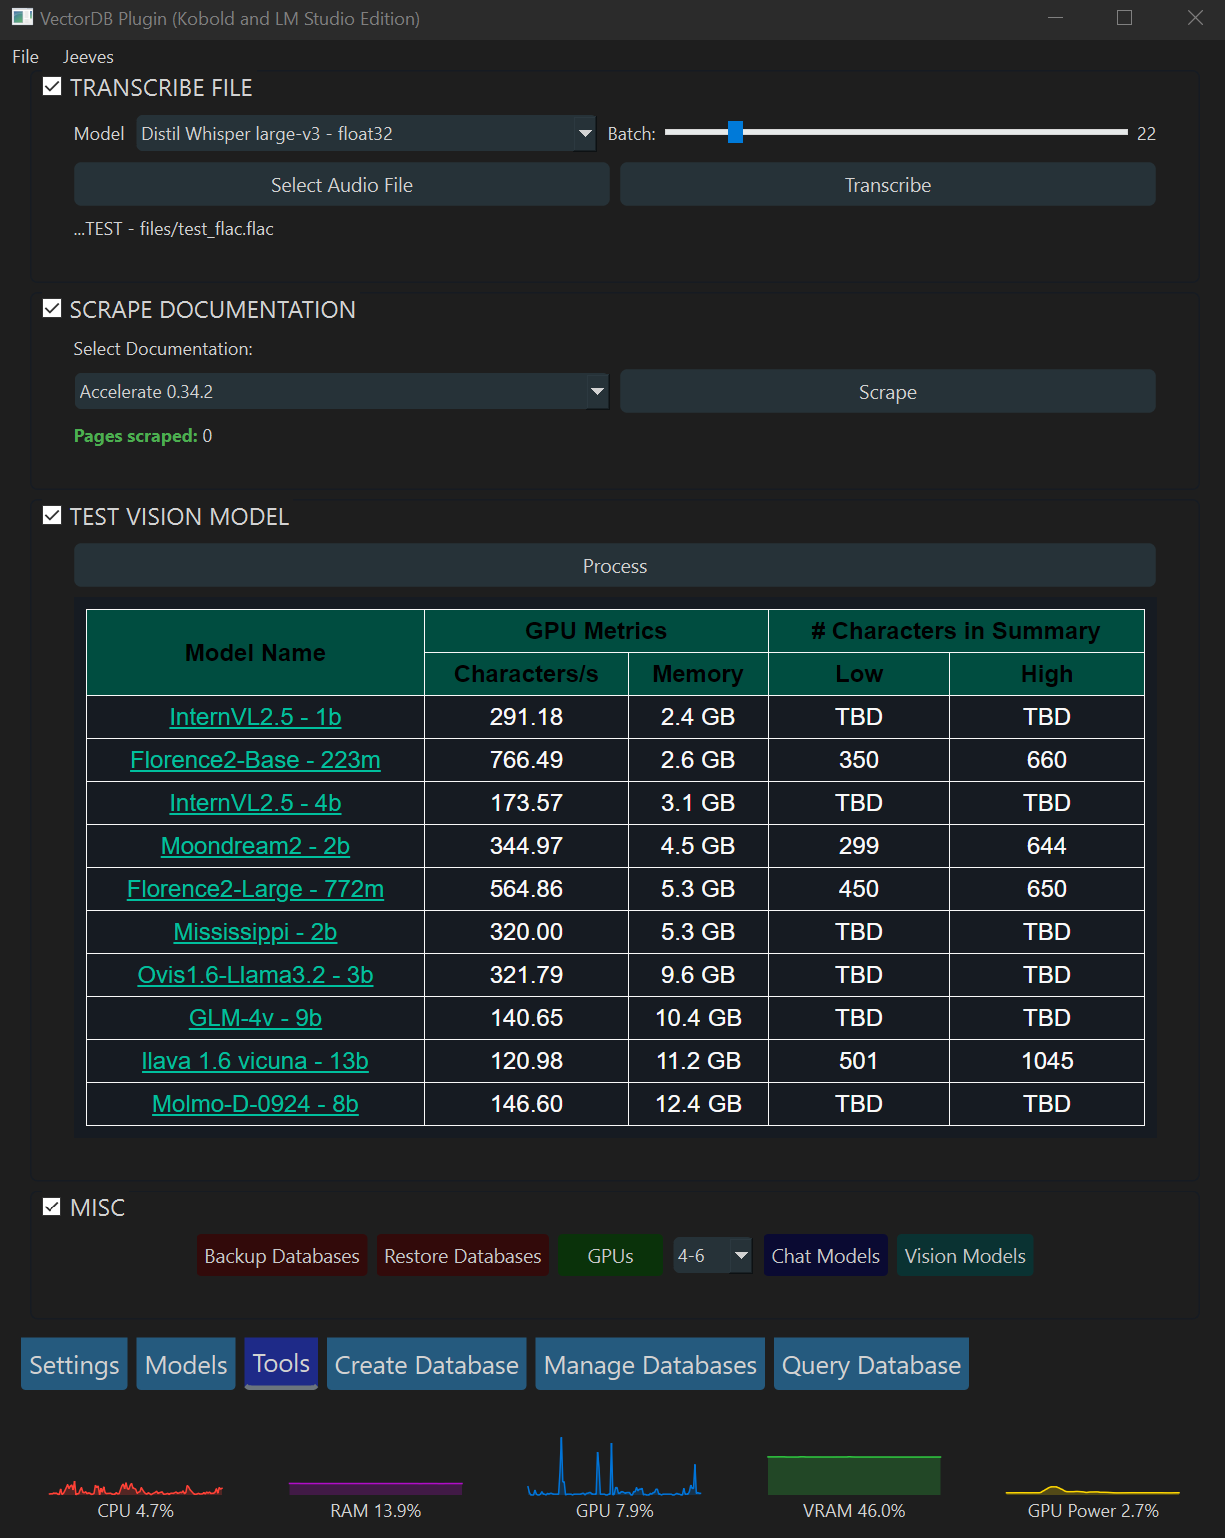 VectorDB Plugin (Kobold and LM Studio Edition)
File Jeeves
TRANSCRIBE FILE
Model Distil Whisper large-v3 - float32 Batch: 22
Select Audio File Transcribe
...TEST - files/test_flac.flac
SCRAPE DOCUMENTATION
Select Documentation:
Accelerate 0.34.2 Scrape
Pages scraped: 0
TEST VISION MODEL
Process
Model Name GPU Metrics # Characters in Summary
Characters/s Memory Low High
InternVL2.5 - 1b 291.18 2.4 GB TBD TBD
Florence2-Base - 223m 766.49 2.6 GB 350 660
InternVL2.5 - 4b 173.57 3.1 GB TBD TBD
Moondream2 - 2b 344.97 4.5 GB 299 644
Florence2-Large - 772m 564.86 5.3 GB 450 650
Mississippi - 2b 320.00 5.3 GB TBD TBD
Ovis1.6-Llama3.2 - 3b 321.79 9.6 GB TBD TBD
GLM-4v - 9b 140.65 10.4 GB TBD TBD
llava 1.6 vicuna - 13b 120.98 11.2 GB 501 1045
Molmo-D-0924 - 8b 146.60 12.4 GB TBD TBD
MISC
Backup Databases Restore Databases GPUs 4-6 Chat Models Vision Models
Settings Models Tools Create Database Manage Databases Query Database
CPU 4.7% RAM 13.9% GPU 7.9% VRAM 46.0% GPU Power 2.7%